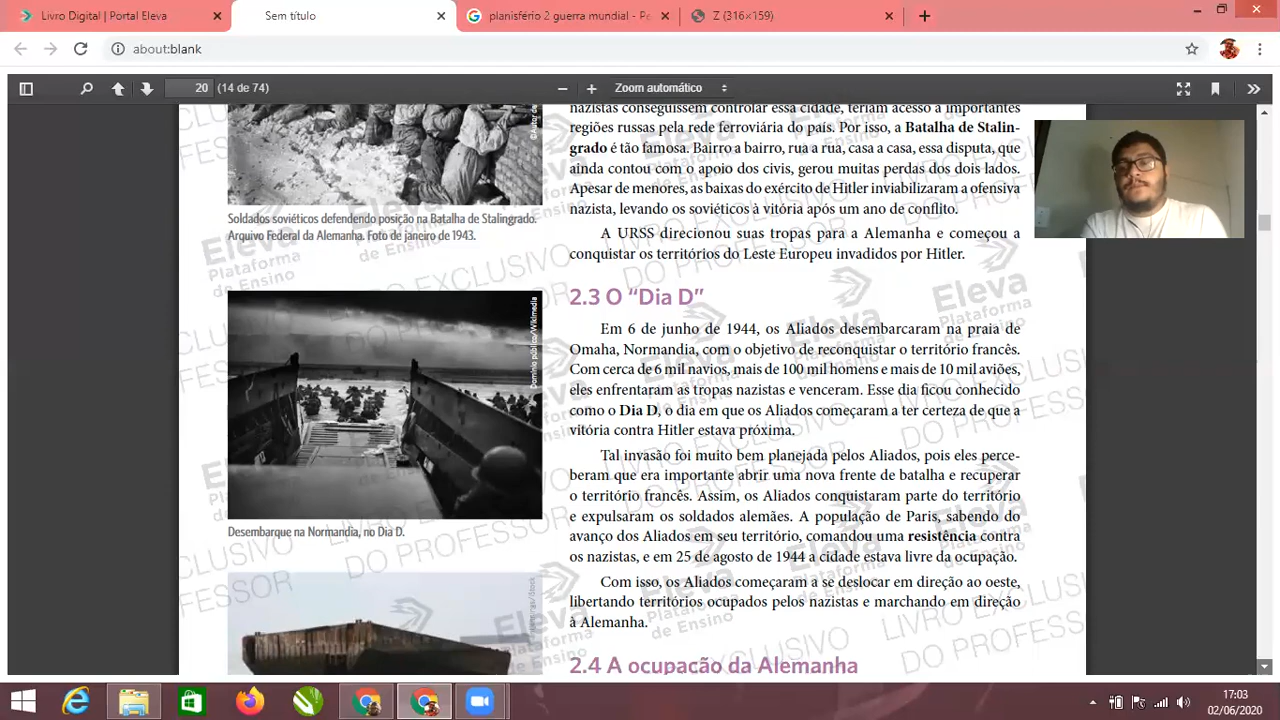 Livro Digital | Portal Eleva
Sem título
planisfério 2 guerra mundial - Pe
Z (316×159)
about:blank
20 (14 de 74)
Zoom automático
Soldados soviéticos defendendo posição na Batalha de Stalingrado.
Arquivo Federal da Alemanha. Foto de janeiro de 1943.
Domínio público/Wikimedia
Desembarque na Normandia, no Dia D.
nazistas conseguissem controlar essa cidade, teriam acesso a importantes
regiões russas pela rede ferroviária do país. Por isso, a Batalha de Stalin-
grado é tão famosa. Bairro a bairro, rua a rua, casa a casa, essa disputa, que
ainda contou com o apoio dos civis, gerou muitas perdas dos dois lados.
Apesar de menores, as baixas do exército de Hitler inviabilizaram a ofensiva
nazista, levando os soviéticos à vitória após um ano de conflito.
A URSS direcionou suas tropas para a Alemanha e começou a
conquistar os territórios do Leste Europeu invadidos por Hitler.
2.3 O “Dia D”
Em 6 de junho de 1944, os Aliados desembarcaram na praia de
Omaha, Normandia, com o objetivo de reconquistar o território francês.
Com cerca de 6 mil navios, mais de 100 mil homens e mais de 10 mil aviões,
eles enfrentaram as tropas nazistas e venceram. Esse dia ficou conhecido
como o Dia D, o dia em que os Aliados começaram a ter certeza de que a
vitória contra Hitler estava próxima.
Tal invasão foi muito bem planejada pelos Aliados, pois eles perce-
beram que era importante abrir uma nova frente de batalha e recuperar
o território francês. Assim, os Aliados conquistaram parte do território
e expulsaram os soldados alemães. A população de Paris, sabendo do
avanço dos Aliados em seu território, comandou uma resistência contra
os nazistas, e em 25 de agosto de 1944 a cidade estava livre da ocupação.
Com isso, os Aliados começaram a se deslocar em direção ao oeste,
libertando territórios ocupados pelos nazistas e marchando em direção
à Alemanha.
2.4 A ocupação da Alemanha
Eleva
Plataforma
de Ensino
LIVRO EXCLUSIVO
DO PROFESSOR
17:03
02/06/2020